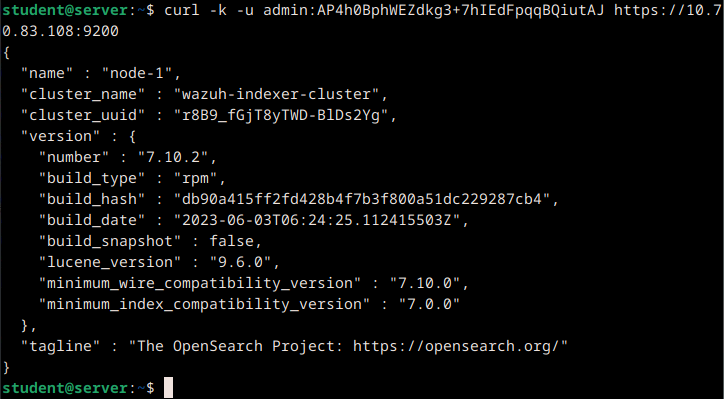 student@server:~$ curl -k -u admin:AP4h0BphWEZdkg3+7hIEdFpqqBQiutAJ https://10.7
0.83.108:9200
{
  "name" : "node-1",
  "cluster_name" : "wazuh-indexer-cluster",
  "cluster_uuid" : "r8B9_fGjT8yTWD-BlDs2Yg",
  "version" : {
    "number" : "7.10.2",
    "build_type" : "rpm",
    "build_hash" : "db90a415ff2fd428b4f7b3f800a51dc229287cb4",
    "build_date" : "2023-06-03T06:24:25.112415503Z",
    "build_snapshot" : false,
    "lucene_version" : "9.6.0",
    "minimum_wire_compatibility_version" : "7.10.0",
    "minimum_index_compatibility_version" : "7.0.0"
  },
  "tagline" : "The OpenSearch Project: https://opensearch.org/"
}
student@server:~$